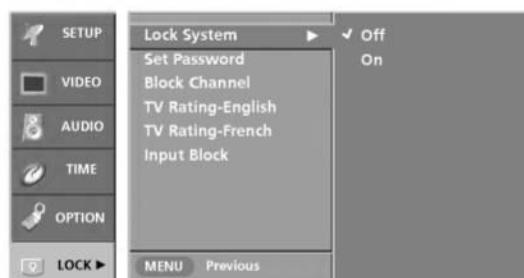 SETUP
VIDEO
AUDIO
TIME
OPTION
LOCK ►
Lock System ►
Set Password
Block Channel
TV Rating-English
TV Rating-French
Input Block
MENU Previous
✓ Off
On